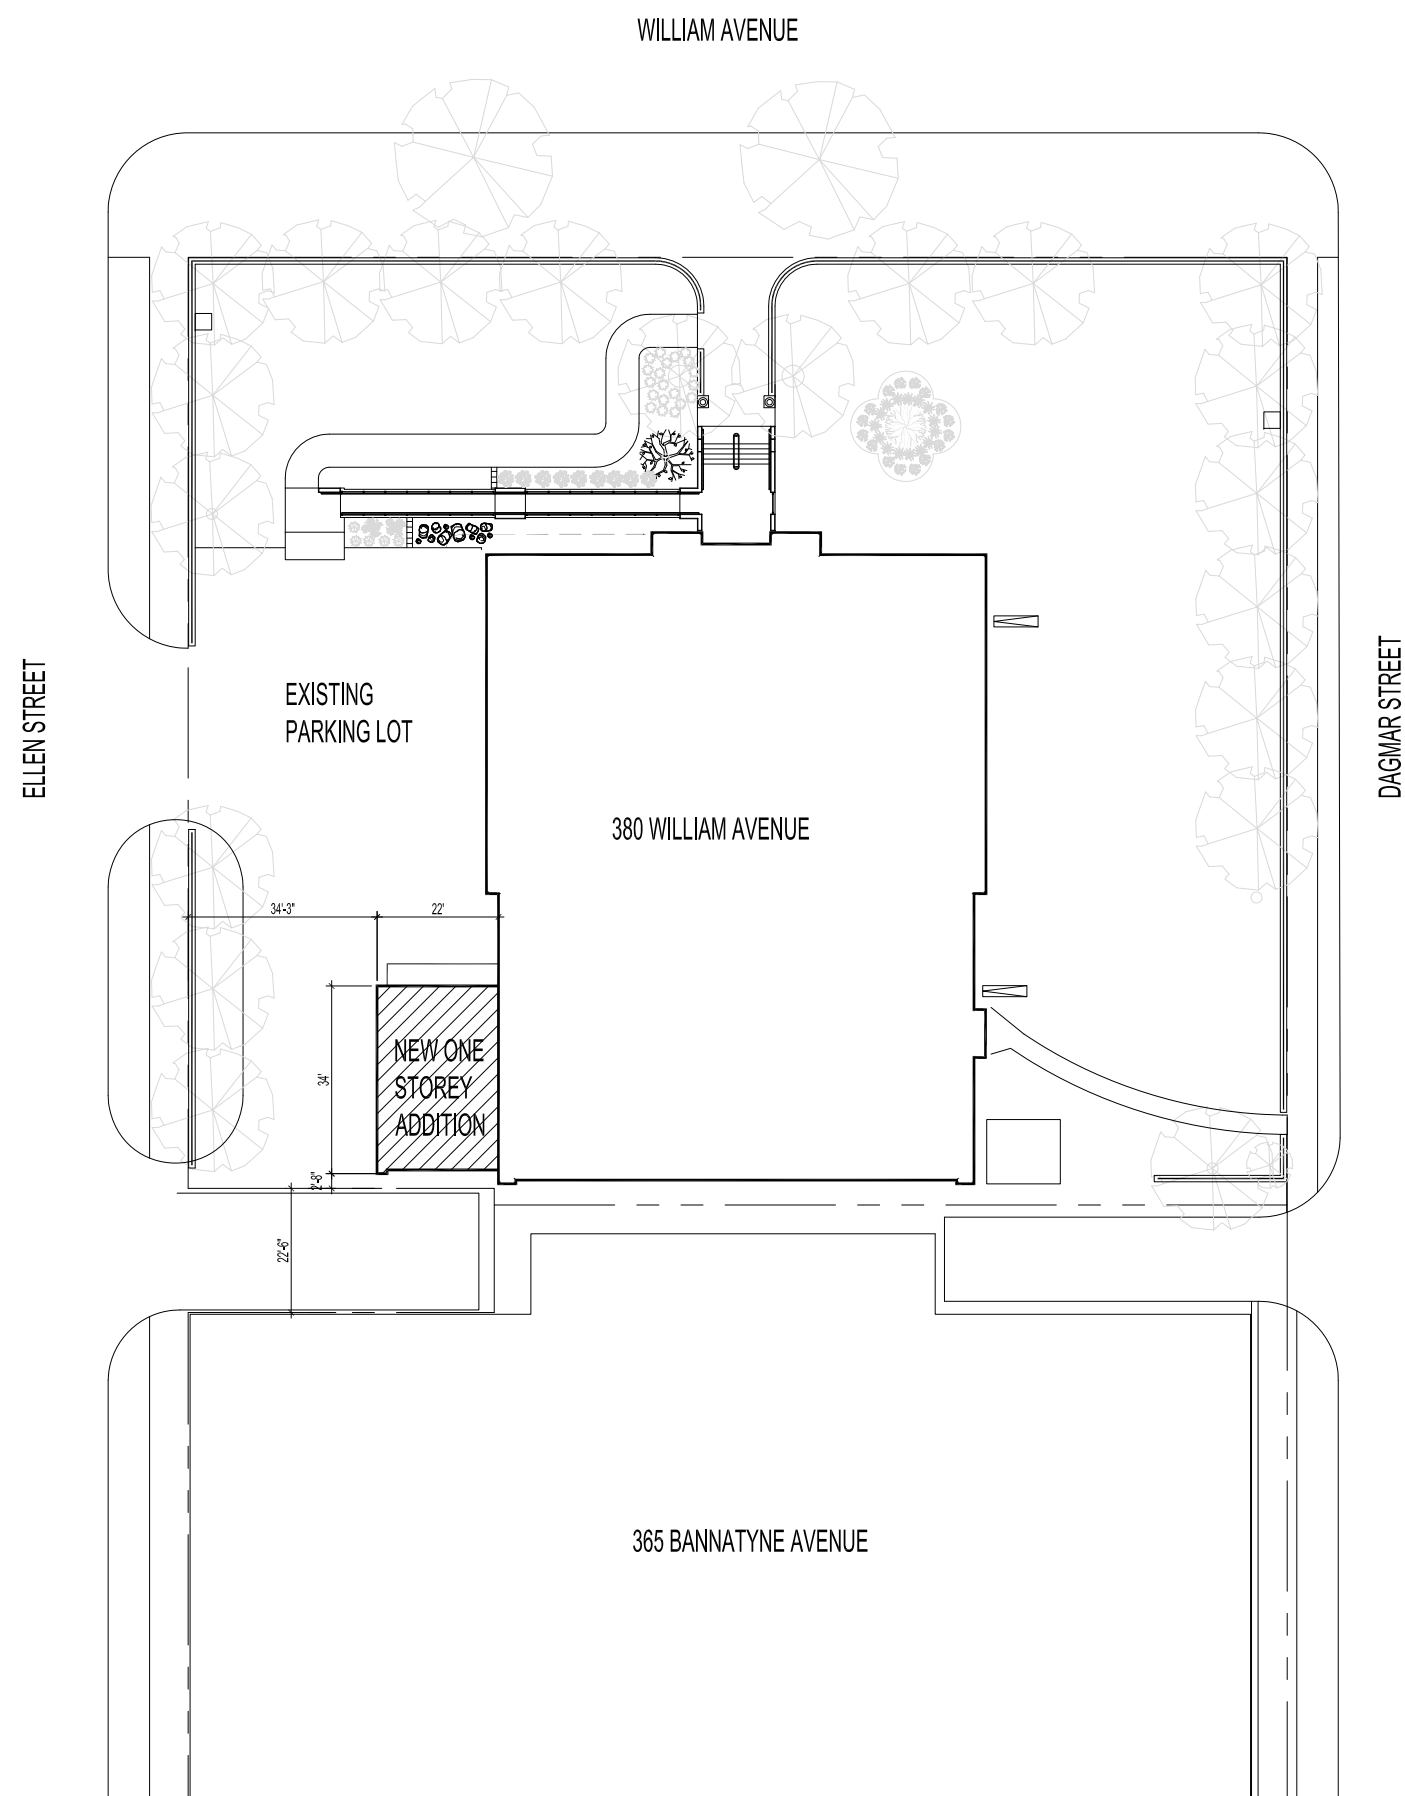 WILLIAM AVENUE
ELLEN STREET
EXISTING
PARKING LOT
DAGMAR STREET
380 WILLIAM AVENUE
34'-3"
22'
NEW ONE
STOREY
ADDITION
34'
2'-8"
22'-6"
365 BANNATYNE AVENUE